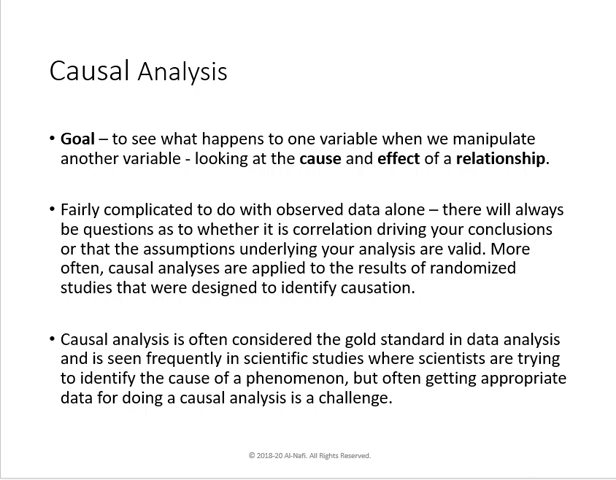 Causal Analysis
• Goal – to see what happens to one variable when we manipulate
another variable - looking at the cause and effect of a relationship.
• Fairly complicated to do with observed data alone – there will always
be questions as to whether it is correlation driving your conclusions
or that the assumptions underlying your analysis are valid. More
often, causal analyses are applied to the results of randomized
studies that were designed to identify causation.
• Causal analysis is often considered the gold standard in data analysis
and is seen frequently in scientific studies where scientists are trying
to identify the cause of a phenomenon, but often getting appropriate
data for doing a causal analysis is a challenge.
© 2018-20 Al-Nafi. All Rights Reserved.